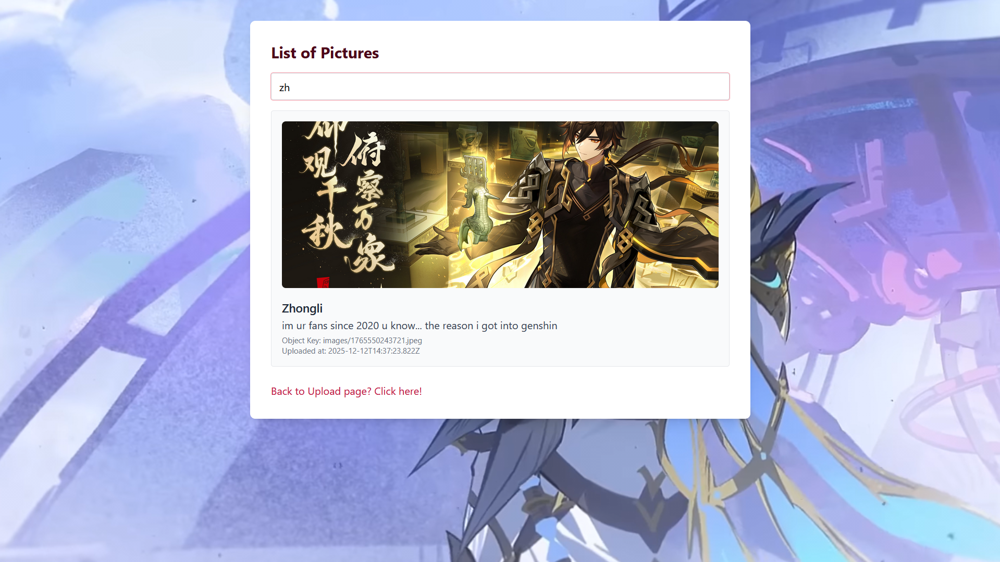 List of Pictures
zh
俯察万象
仰观千秋
Zhongli
im ur fans since 2020 u know... the reason i got into genshin
Object Key: images/1765550243721.jpeg
Uploaded at: 2025-12-12T14:37:23.822Z
Back to Upload page? Click here!